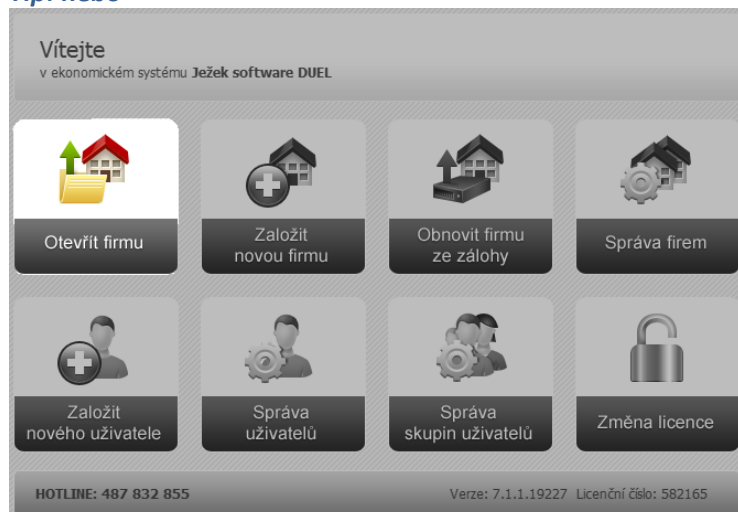 Vítejte
v ekonomickém systému Ježek software DUEL
Otevřít firmu
Založit
novou firmu
Obnovit firmu
ze zálohy
Správa firem
Založit
nového uživatele
Správa
uživatelů
Správa
skupin uživatelů
Změna licence
HOTLINE: 487 832 855
Verze: 7.1.1.19227 Licenční číslo: 582165